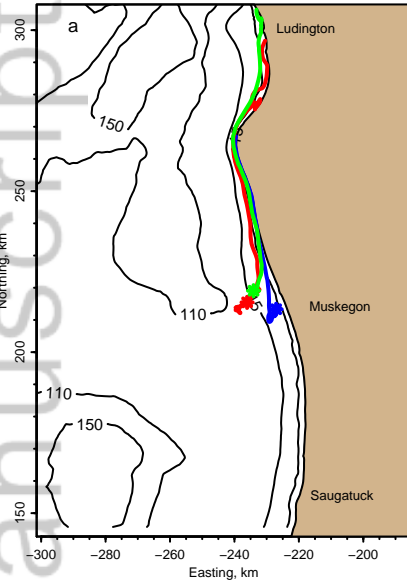 a
Ludington
Muskegon
Saugatuck
150
110
110
150
300
250
200
150
Northing, km
−300
−280
−260
−240
−220
−200
Easting, km
anuscript